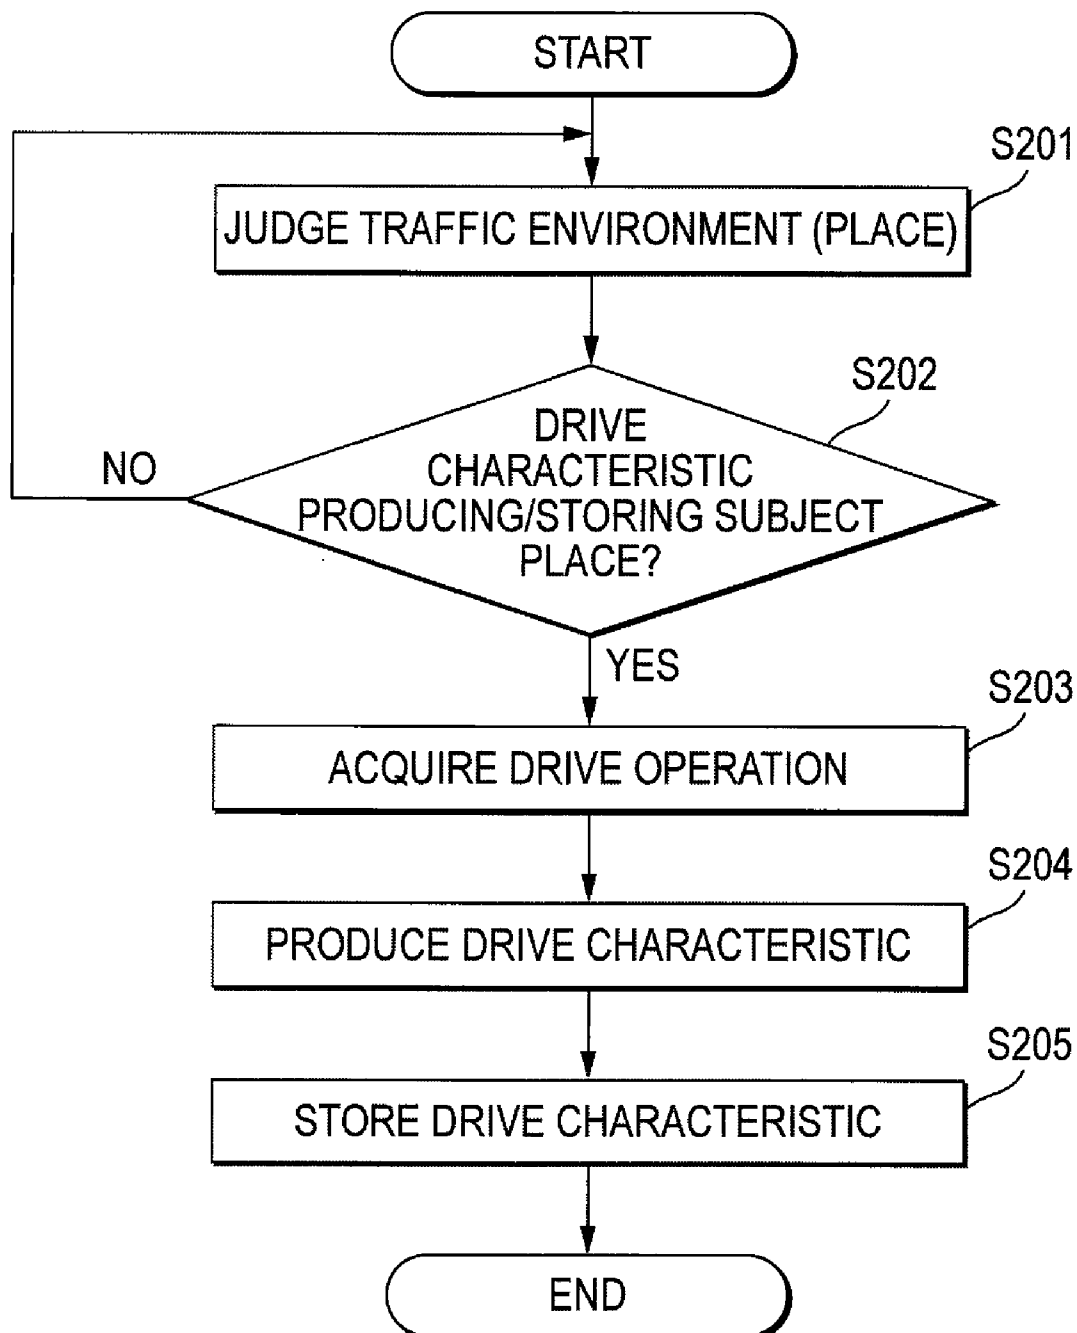 START
S201
JUDGE TRAFFIC ENVIRONMENT (PLACE)
S202
DRIVE
CHARACTERISTIC
PRODUCING/STORING SUBJECT
PLACE?
NO
YES
S203
ACQUIRE DRIVE OPERATION
S204
PRODUCE DRIVE CHARACTERISTIC
S205
STORE DRIVE CHARACTERISTIC
END